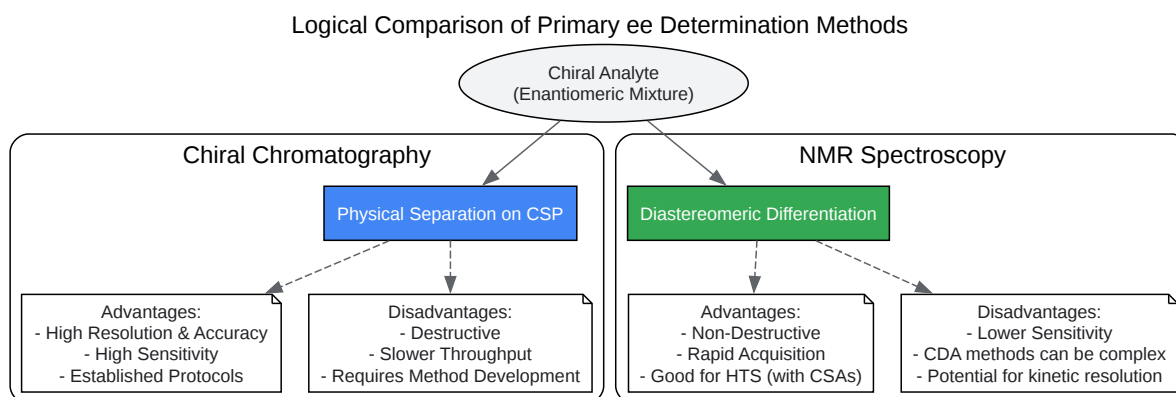 Logical Comparison of Primary ee Determination Methods
Chiral Analyte
(Enantiomeric Mixture)
Chiral Chromatography
Physical Separation on CSP
Advantages:
- High Resolution & Accuracy
- High Sensitivity
- Established Protocols
Disadvantages:
- Destructive
- Slower Throughput
- Requires Method Development
NMR Spectroscopy
Diastereomeric Differentiation
Advantages:
- Non-Destructive
- Rapid Acquisition
- Good for HTS (with CSAs)
Disadvantages:
- Lower Sensitivity
- CDA methods can be complex
- Potential for kinetic resolution